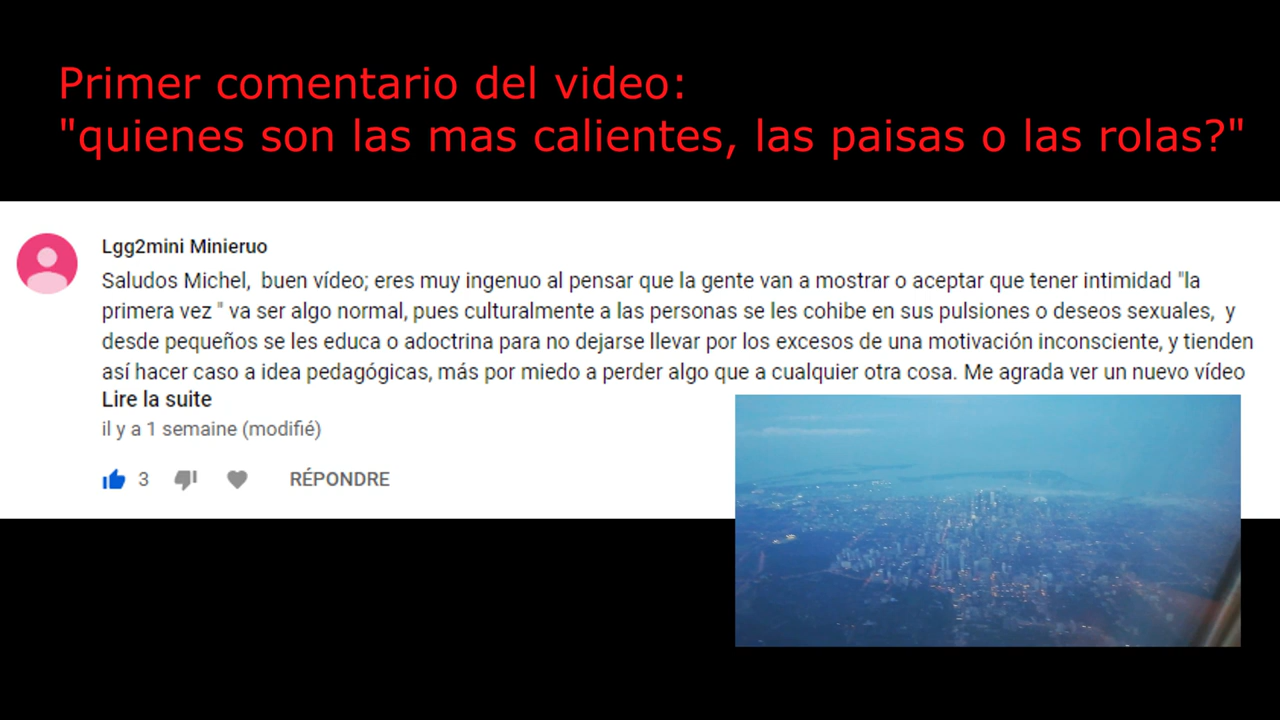 Primer comentario del video:
"quienes son las mas calientes, las paisas o las rolas?"
Lgg2mini Minieruo
Saludos Michel,  buen vídeo; eres muy ingenuo al pensar que la gente van a mostrar o aceptar que tener intimidad "la
primera vez " va ser algo normal, pues culturalmente a las personas se les cohibe en sus pulsiones o deseos sexuales,  y
desde pequeños se les educa o adoctrina para no dejarse llevar por los excesos de una motivación inconsciente, y tienden
así hacer caso a idea pedagógicas, más por miedo a perder algo que a cualquier otra cosa. Me agrada ver un nuevo vídeo
Lire la suite
il y a 1 semaine (modifié)
3 RÉPONDRE